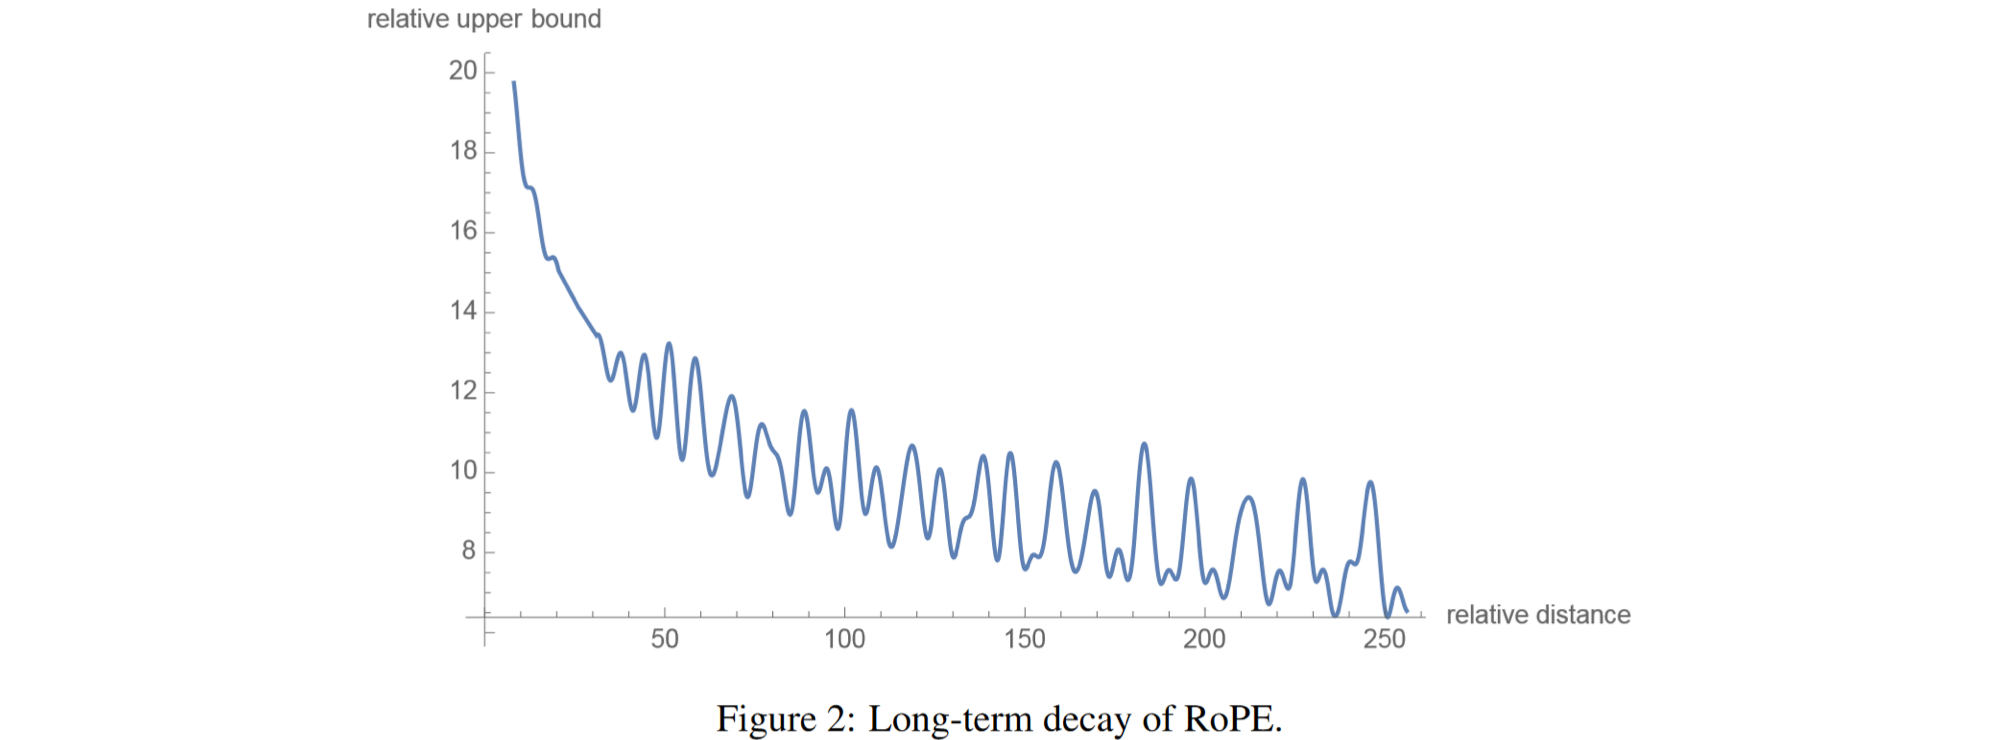 relative upper bound
20
18
16
14
12
10
8
50 100 150 200 250
relative distance
Figure 2: Long-term decay of RoPE.